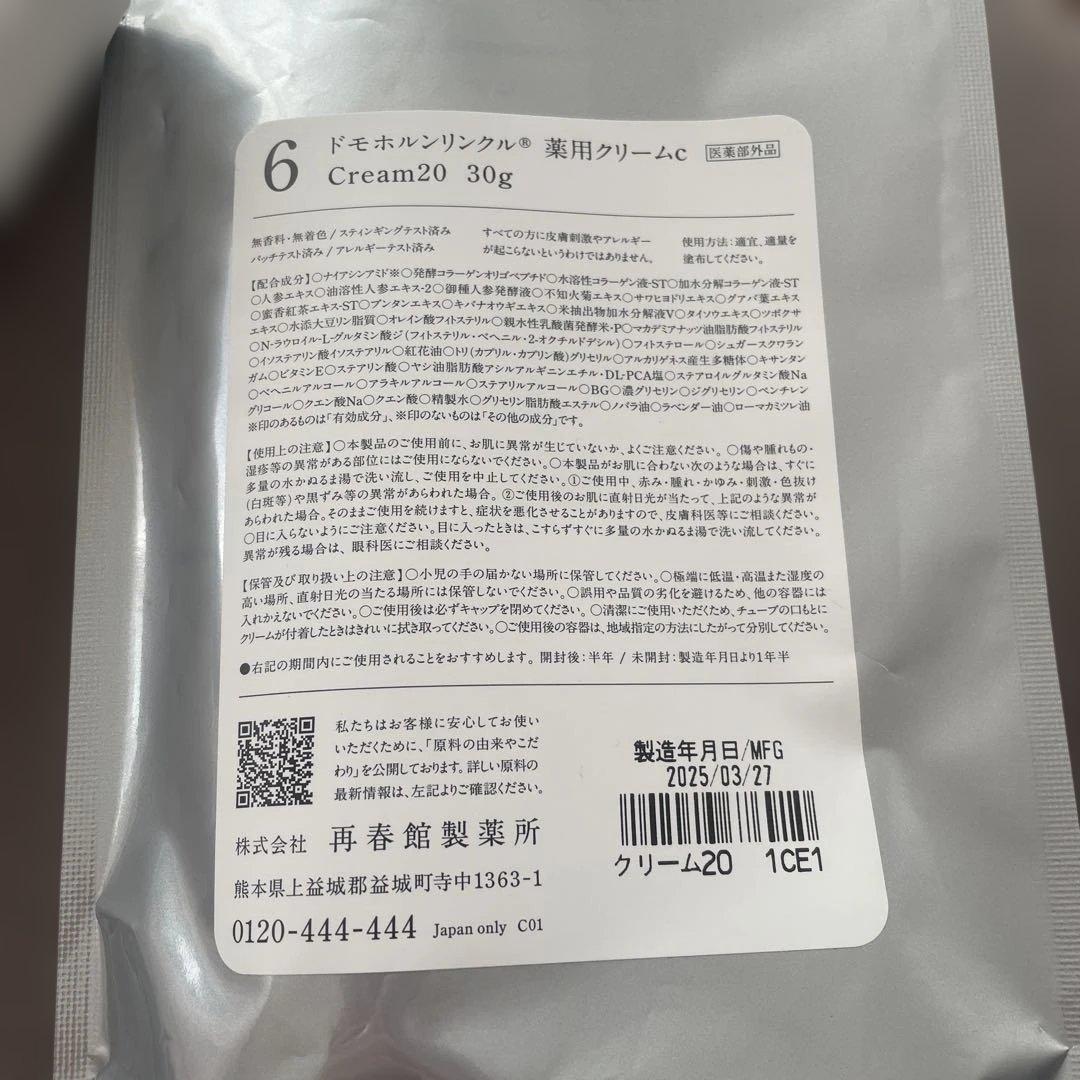 6
ドモホルンリンクル® 薬用クリームc 医薬部外品
Cream20 30g
無香料・無着色 / スティンギングテスト済み
パッチテスト済み / アレルギーテスト済み
すべての方に皮膚刺激やアレルギー
が起こらないというわけではありません。
使用方法：適宜、適量を
塗布してください。
【配合成分】○ナイアシンアミド※○発酵コラーゲンオリゴペプチド○水溶性コラーゲン液-ST○加水分解コラーゲン液-ST
○人参エキス○油溶性人参エキス-2○御種人参発酵液○不知火菊エキス○サワヒヨドリエキス○グアバ葉エキス
○蜜香紅茶エキス-ST○ブンタンエキス○キバナオウギエキス○米抽出物加水分解液V○タイソウエキス○ツボクサ
エキス○水添大豆リン脂質○オレイン酸フィトステリル○親水性乳酸菌発酵米-P○マカデミアナッツ油脂肪酸フィトステリル
○N-ラウロイル-L-グルタミン酸ジ(フィトステリル・ベヘニル・2-オクチルドデシル)○フィトステロール○シュガースクワラン
○イソステアリン酸イソステアリル○紅花油○トリ(カプリル・カプリン酸)グリセリル○アルカリゲネス産生多糖体○キサンタン
ガム○ビタミンE○ステアリン酸○ヤシ油脂肪酸アシルアルギニンエチル・DL-PCA塩○ステアロイルグルタミン酸Na
○ベヘニルアルコール○アラキルアルコール○ステアリルアルコール○BG○濃グリセリン○ジグリセリン○ペンチレン
グリコール○クエン酸Na○クエン酸○精製水○グリセリン脂肪酸エステル○ノバラ油○ラベンダー油○ローマカミツレ油
※印のあるものは「有効成分」、※印のないものは「その他の成分」です。
【使用上の注意】○本製品のご使用前に、お肌に異常が生じていないか、よくご注意ください。○傷や腫れもの・
湿疹等の異常がある部位にはご使用にならないでください。○本製品がお肌に合わない次のような場合は、すぐに
多量の水かぬるま湯で洗い流し、ご使用を中止してください。①ご使用中、赤み・腫れ・かゆみ・刺激・色抜け
(白斑等)や黒ずみ等の異常があらわれた場合。②ご使用後のお肌に直射日光が当たって、上記のような異常が
あらわれた場合。そのままご使用を続けますと、症状を悪化させることがありますので、皮膚科医等にご相談ください。
○目に入らないようにご注意ください。目に入ったときは、こすらずすぐに多量の水かぬるま湯で洗い流してください。
異常が残る場合は、眼科医にご相談ください。
【保管及び取り扱い上の注意】○小児の手の届かない場所に保管してください。○極端に低温・高温また湿度の
高い場所、直射日光の当たる場所には保管しないでください。○誤用や品質の劣化を避けるため、他の容器には
入れかえないでください。○ご使用後は必ずキャップを閉めてください。○清潔にご使用いただくため、チューブの口もとに
クリームが付着したときはきれいに拭き取ってください。○ご使用後の容器は、地域指定の方法にしたがって分別してください。
●右記の期間内にご使用されることをおすすめします。開封後：半年 / 未開封：製造年月日より1年半
私たちはお客様に安心してお使い
いただくために、「原料の由来やこだ
わり」を公開しております。詳しい原料の
最新情報は、左記よりご確認ください。
株式会社 再春館製薬所
熊本県上益城郡益城町寺中1363-1
0120-444-444 Japan only C01
製造年月日/MFG
2025/03/27
クリーム20 1CE1